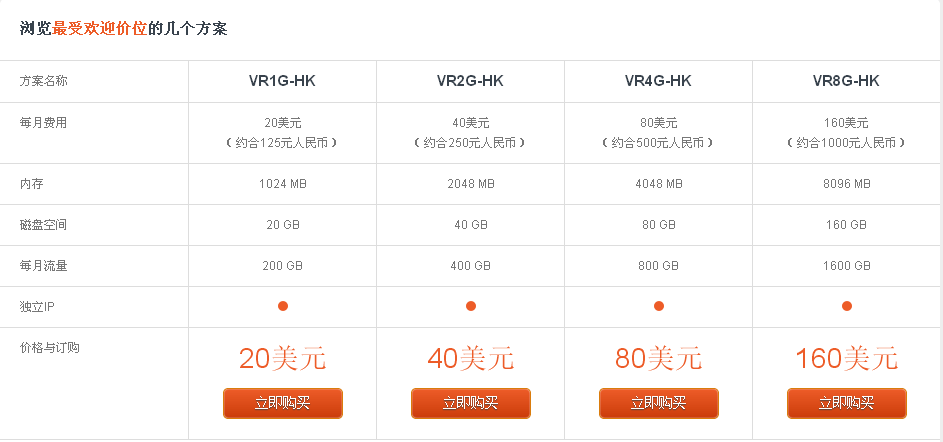 浏览最受欢迎价位的几个方案
方案名称 VR1G-HK VR2G-HK VR4G-HK VR8G-HK
每月费用 20美元 40美元 80美元 160美元
（约合125元人民币） （约合250元人民币） （约合500元人民币） （约合1000元人民币）
内存 1024 MB 2048 MB 4048 MB 8096 MB
磁盘空间 20 GB 40 GB 80 GB 160 GB
每月流量 200 GB 400 GB 800 GB 1600 GB
独立IP
价格与订购 20美元 40美元 80美元 160美元
立即购买 立即购买 立即购买 立即购买